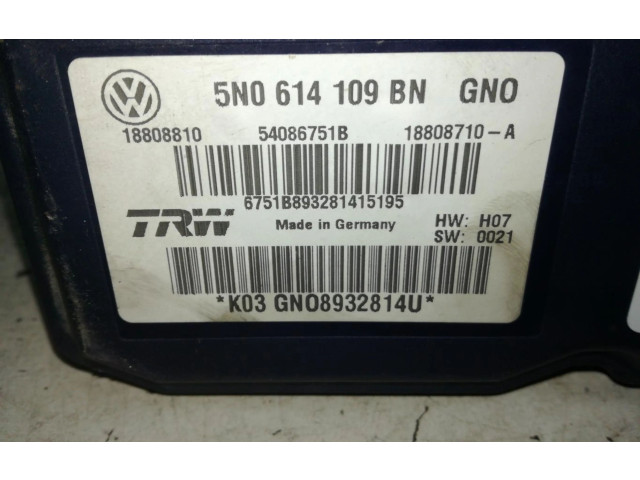 5N0 614 109 BN GNO
18808810 54086751B 18808710-A
6751B893281415195
TRW Made in Germany HW: H07
SW: 0021
*K03 GNO8932814U*